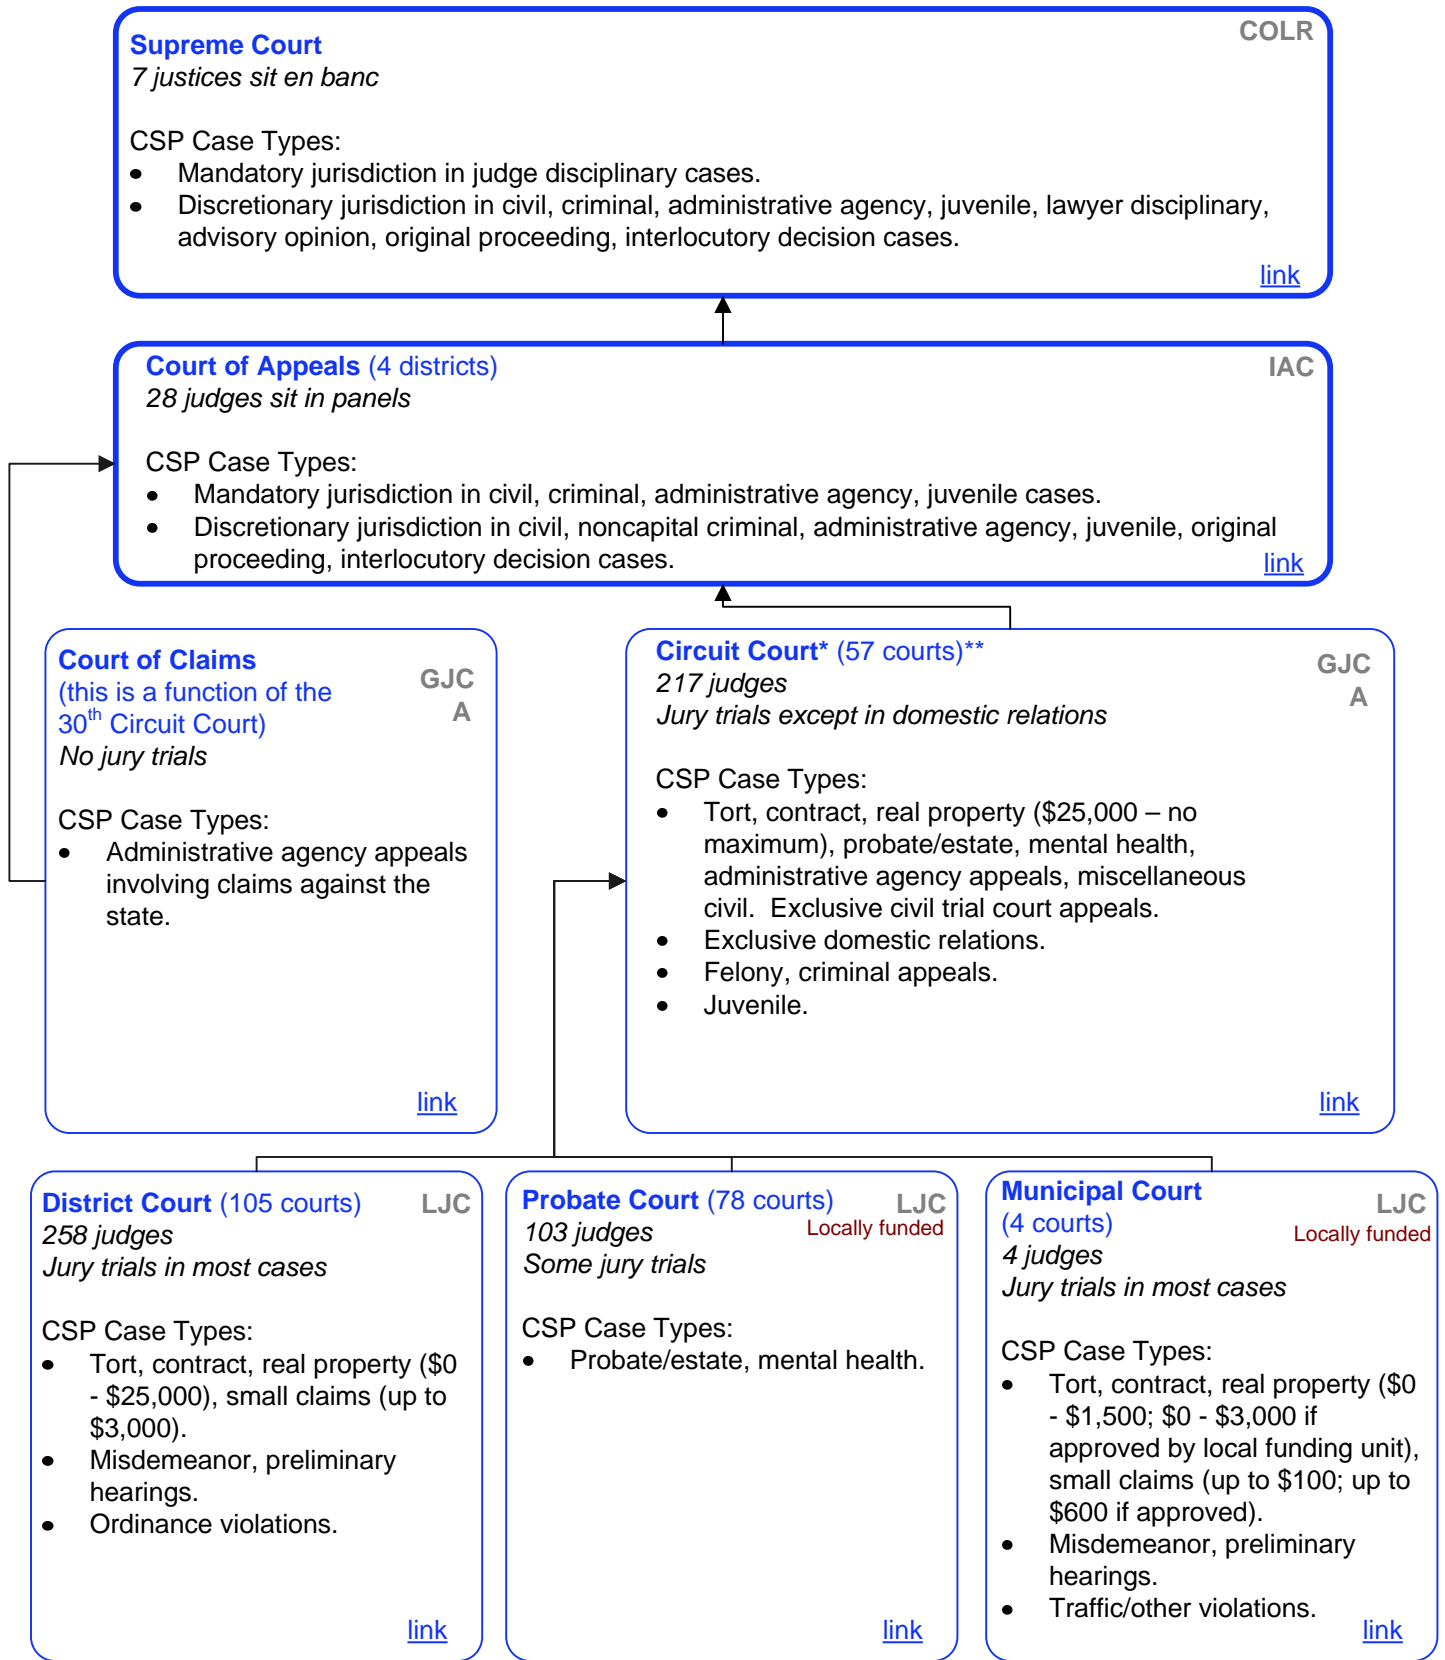 Supreme Court
COLR
7 justices sit en banc
CSP Case Types:
• Mandatory jurisdiction in judge disciplinary cases.
• Discretionary jurisdiction in civil, criminal, administrative agency, juvenile, lawyer disciplinary,
advisory opinion, original proceeding, interlocutory decision cases.
link
Court of Appeals (4 districts)
IAC
28 judges sit in panels
CSP Case Types:
• Mandatory jurisdiction in civil, criminal, administrative agency, juvenile cases.
• Discretionary jurisdiction in civil, noncapital criminal, administrative agency, juvenile, original
proceeding, interlocutory decision cases.
link
Court of Claims
(this is a function of the
30th Circuit Court)
GJC
A
No jury trials
CSP Case Types:
• Administrative agency appeals
involving claims against the
state.
link
Circuit Court* (57 courts)**
GJC
A
217 judges
Jury trials except in domestic relations
CSP Case Types:
• Tort, contract, real property ($25,000 – no
maximum), probate/estate, mental health,
administrative agency appeals, miscellaneous
civil.  Exclusive civil trial court appeals.
• Exclusive domestic relations.
• Felony, criminal appeals.
• Juvenile.
link
District Court (105 courts)
LJC
258 judges
Jury trials in most cases
CSP Case Types:
• Tort, contract, real property ($0
- $25,000), small claims (up to
$3,000).
• Misdemeanor, preliminary
hearings.
• Ordinance violations.
link
Probate Court (78 courts)
LJC
Locally funded
103 judges
Some jury trials
CSP Case Types:
• Probate/estate, mental health.
link
Municipal Court
(4 courts)
LJC
Locally funded
4 judges
Jury trials in most cases
CSP Case Types:
• Tort, contract, real property ($0
- $1,500; $0 - $3,000 if
approved by local funding unit),
small claims (up to $100; up to
$600 if approved).
• Misdemeanor, preliminary
hearings.
• Traffic/other violations.
link